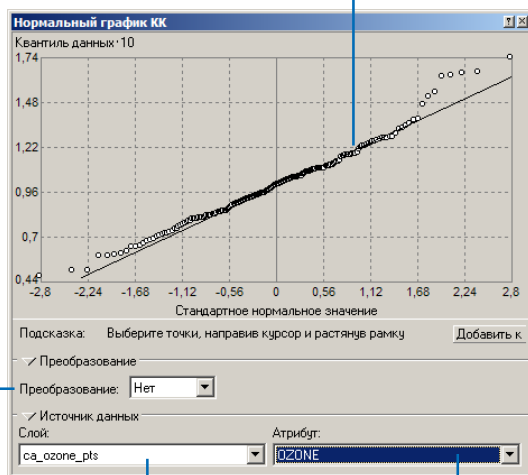 Нормальный график КК
Квантиль данных·10
1,74
1,48
1,22
0,96
0,7
0,44
-2,8 -2,24 -1,68 -1,12 -0,56 0 0,56 1,12 1,68 2,24 2,8
Стандартное нормальное значение
Подсказка: Выберите точки, направив курсор и растянув рамку
Добавить к
Преобразование
Преобразование: Нет
Источник данных
Слой: Атрибут:
ca_ozone_pts OZONE